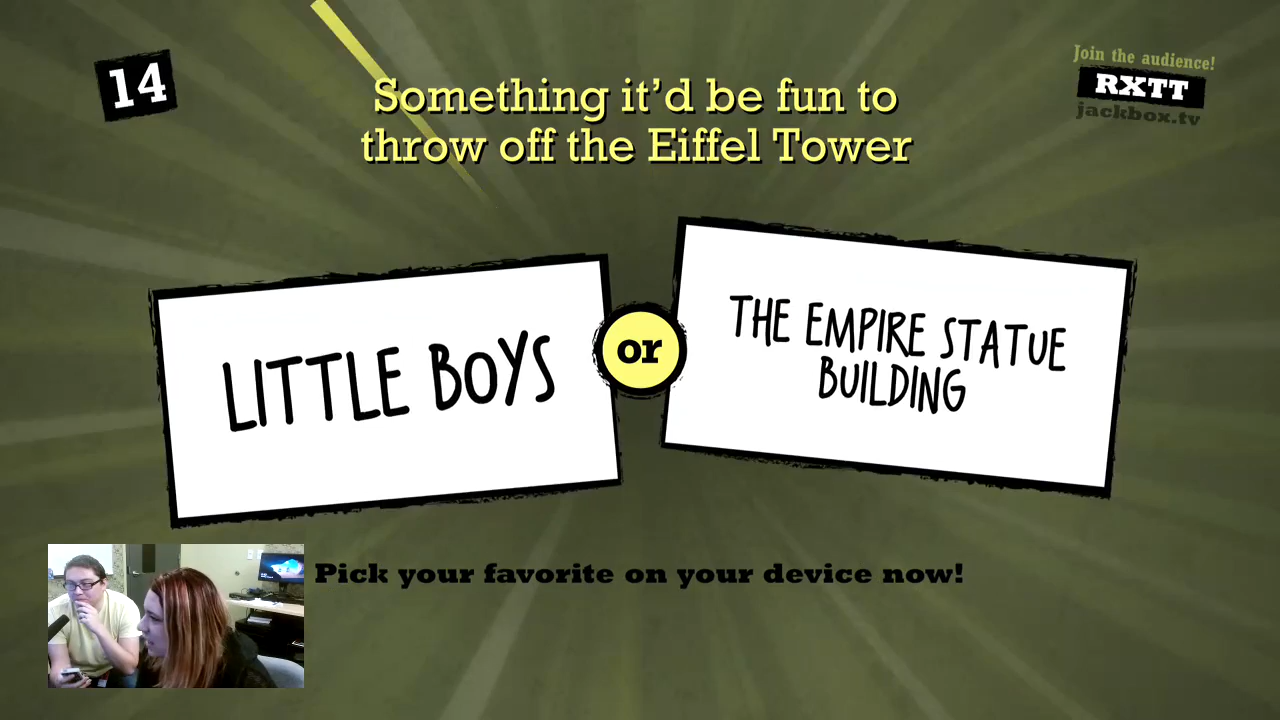 14
Something it'd be fun to
throw off the Eiffel Tower
Join the audience!
RXTT
jackbox.tv
LITTLE BOYS
or
THE EMPIRE STATUE
BUILDING
Pick your favorite on your device now!